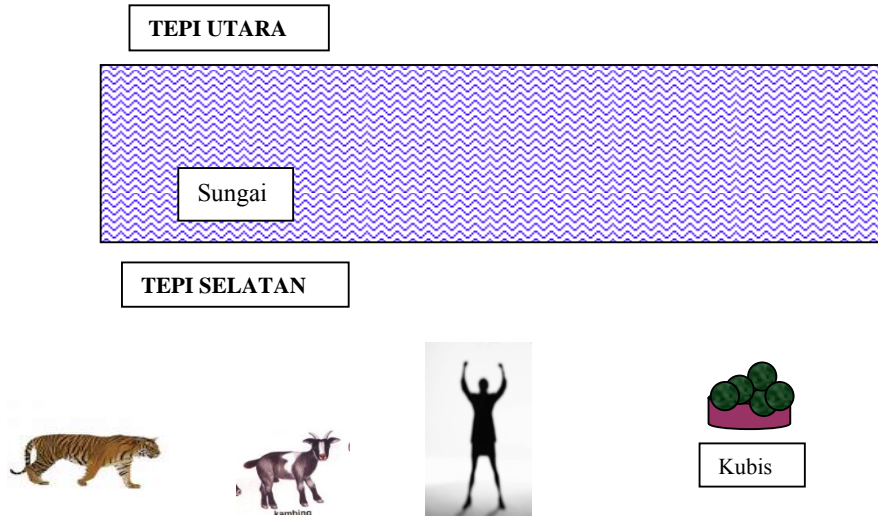 TEPI UTARA
Sungai
TEPI SELATAN
kambing
Kubis